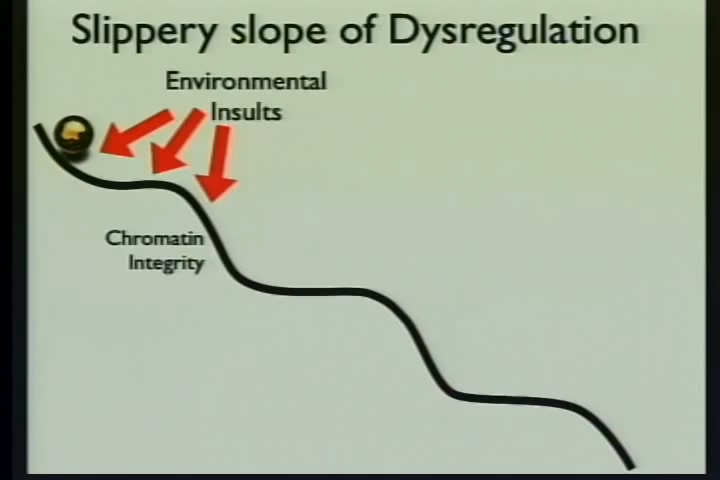 Slippery slope of Dysregulation
Environmental
Insults
Chromatin
Integrity